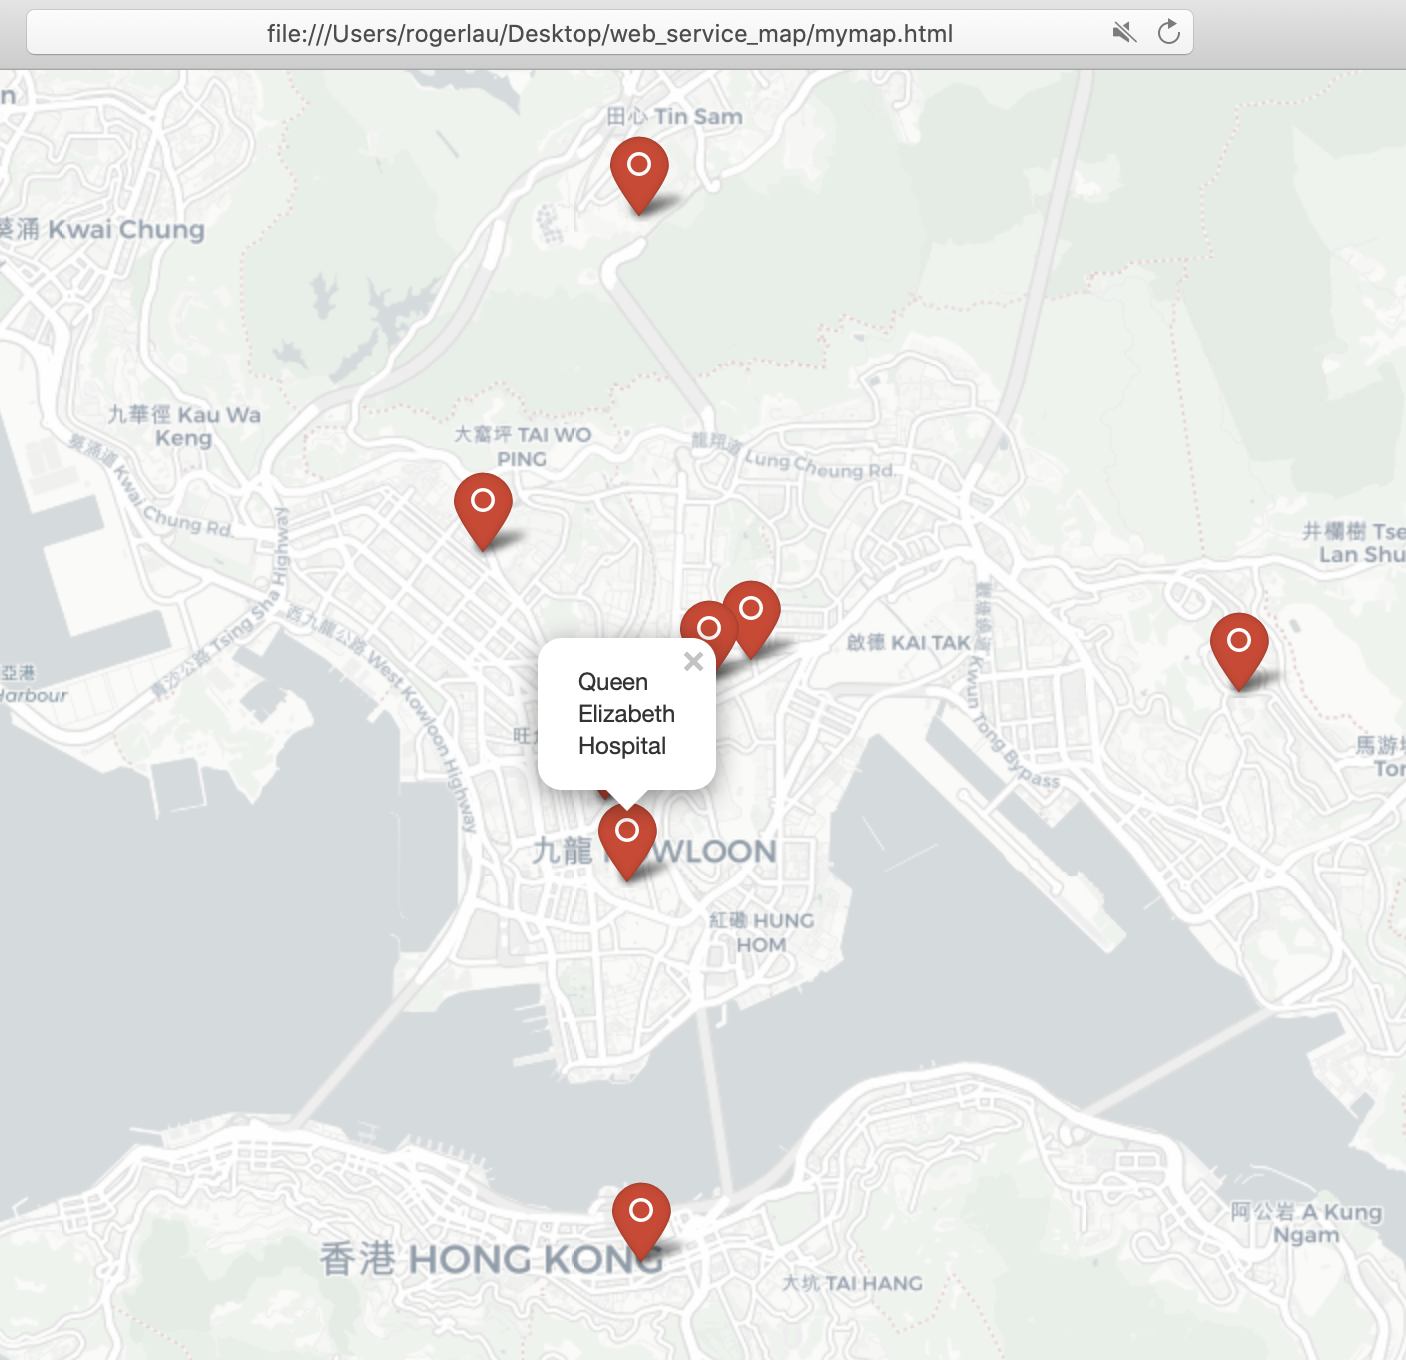 file:///Users/rogerlau/Desktop/web_service_map/mymap.html
n
田心 Tin Sam
葵涌 Kwai Chung
九華徑 Kau Wa
Keng
大窩坪 TAI WO
PING
龍翔道 Lung Cheung Rd.
葵涌道 Kwai Chung Rd.
井欄樹 Tse
Lan Shu
青沙公路 Tsing Sha Highway
西九龍公路 West Kowloon Highway
啟德 KAI TAK
Kwun Tong Bypass
亞港
Harbour
Queen
Elizabeth
Hospital
旺
馬游
Tor
九龍 WLOON
紅磡 HUNG
HOM
阿公岩 A Kung
Ngam
香港 HONG KONG
大坑 TAI HANG